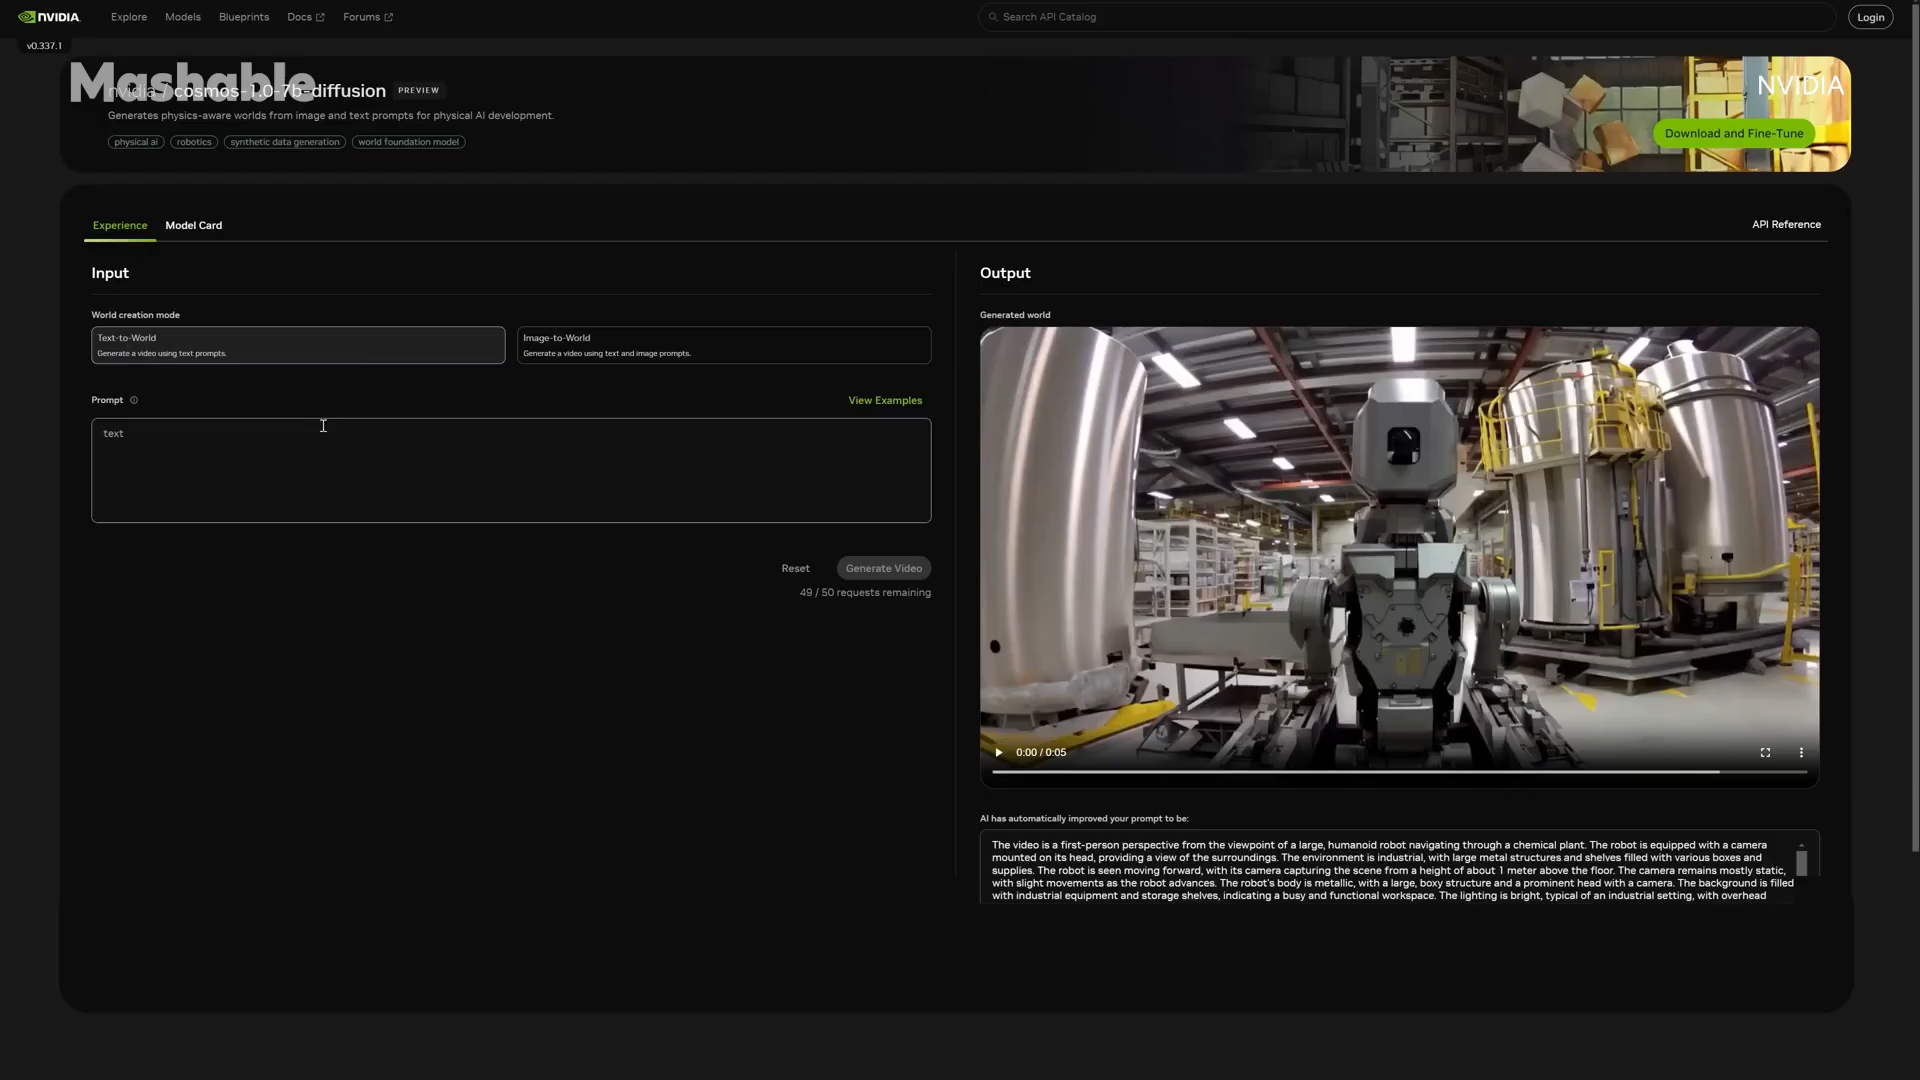 NVIDIA.
Explore
Models
Blueprints
Docs
Forums
Search API Catalog
Login
v0.337.1
Mashable
nvidia / cosmos-1.0-7b-diffusion
PREVIEW
NVIDIA
Generates physics-aware worlds from image and text prompts for physical AI development.
Download and Fine-Tune
physical ai
robotics
synthetic data generation
world foundation model
Experience
Model Card
API Reference
Input
World creation mode
Text-to-World
Generate a video using text prompts.
Image-to-World
Generate a video using text and image prompts.
Prompt
View Examples
text
Reset
Generate Video
49 / 50 requests remaining
Output
Generated world
0:00 / 0:05
AI has automatically improved your prompt to be:
The video is a first-person perspective from the viewpoint of a large, humanoid robot navigating through a chemical plant. The robot is equipped with a camera
mounted on its head, providing a view of the surroundings. The environment is industrial, with large metal structures and shelves filled with various boxes and
supplies. The robot is seen moving forward, with its camera capturing the scene from a height of about 1 meter above the floor. The camera remains mostly static,
with slight movements as the robot advances. The robot's body is metallic, with a large, boxy structure and a prominent head with a camera. The background is filled
with industrial equipment and storage shelves, indicating a busy and functional workspace. The lighting is bright, typical of an industrial setting, with overhead